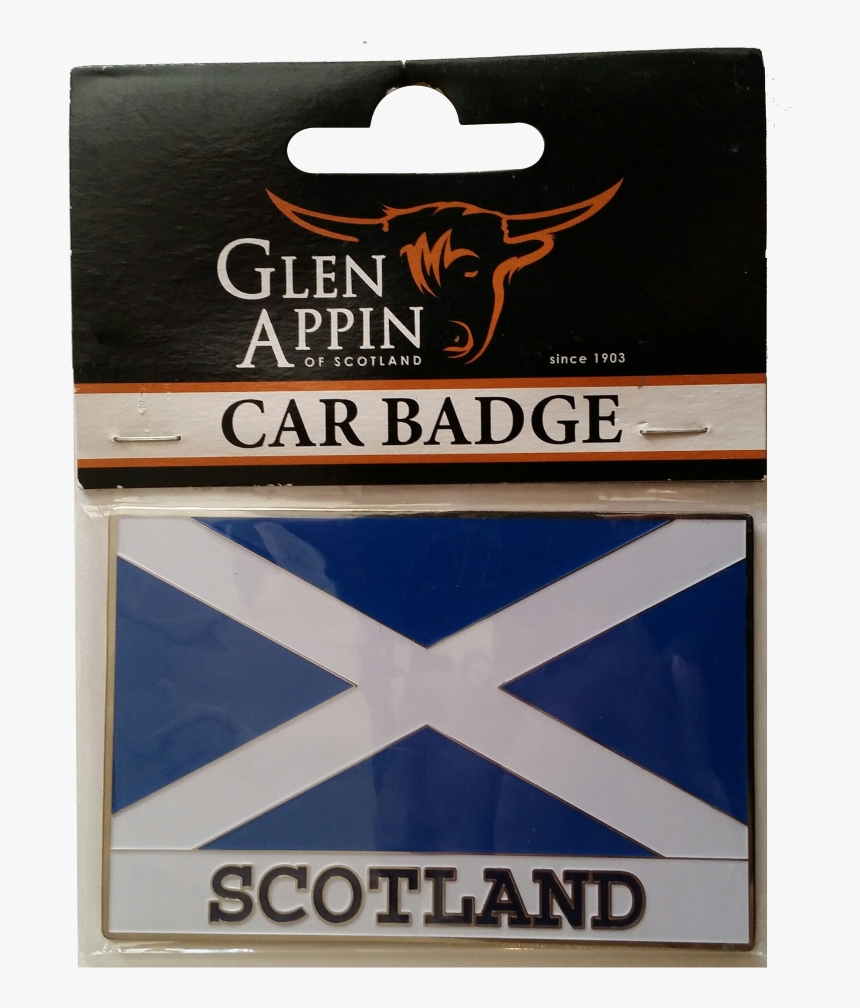 GLEN
APPIN
OF SCOTLAND
since 1903
CAR BADGE
SCOTLAND